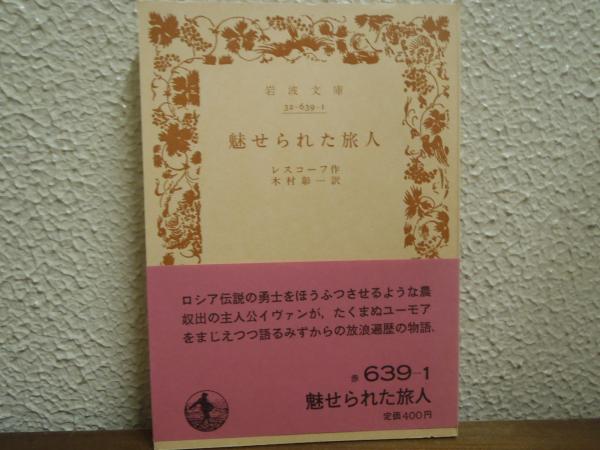 岩波文庫
32-639-1
魅せられた旅人
レスコーフ作
木村彰一訳
ロシア伝説の勇士をほうふつさせるような農
奴出の主人公イヴァンが、たくまぬユーモア
をまじえつつ語るみずからの放浪遍歴の物語.
赤 639-1
魅せられた旅人
定価400円